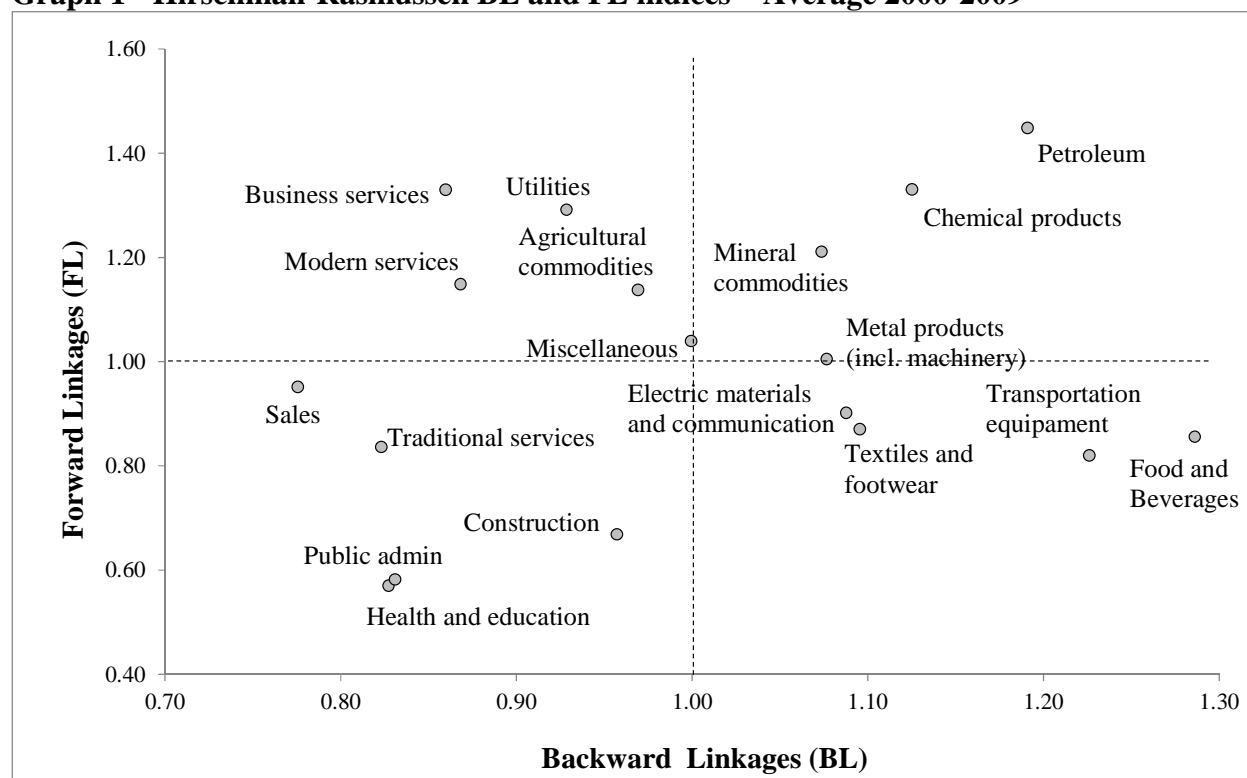 Graph 1 - Hirschman-Rasmussen BL and FL indices – Average 2000-2009
1.60
1.40
1.20
1.00
0.80
0.60
0.40
Forward Linkages (FL)
Petroleum
Business services
Utilities
Chemical products
Agricultural
commodities
Mineral
commodities
Modern services
Metal products
(incl. machinery)
Miscellaneous
Electric materials
and communication
Transportation
equipament
Sales
Traditional services
Textiles and
footwear
Food and
Beverages
Construction
Public admin
Health and education
0.70
0.80
0.90
1.00
1.10
1.20
1.30
Backward Linkages (BL)